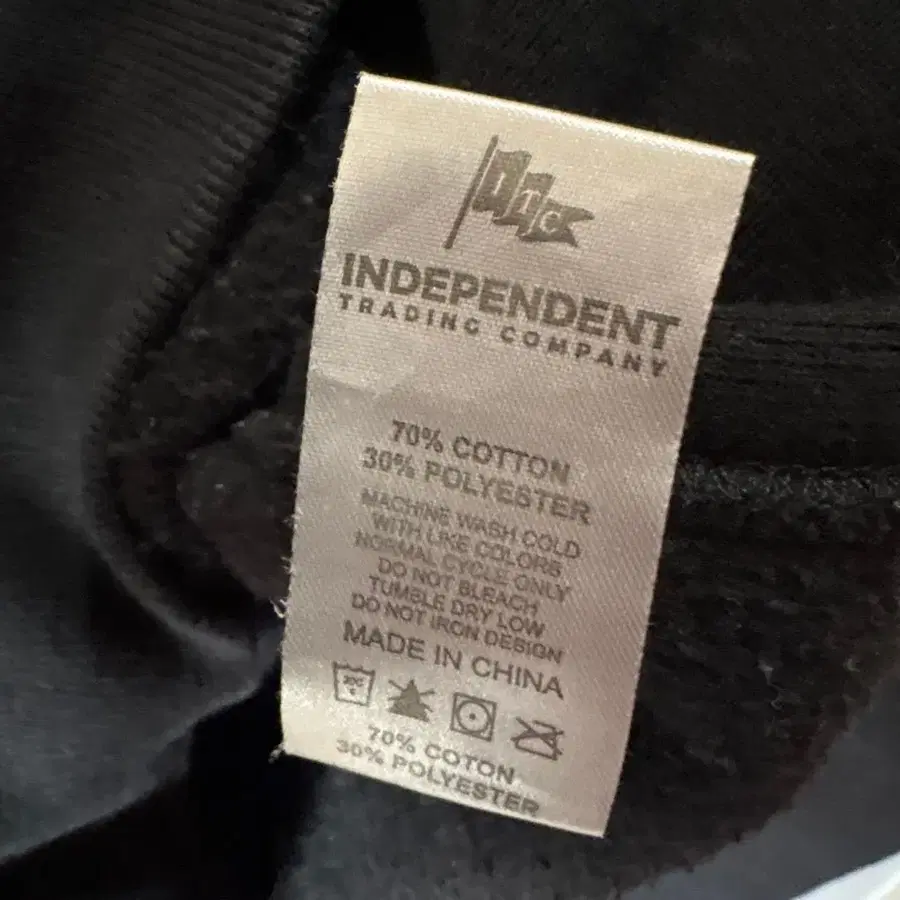 ITC
INDEPENDENT
TRADING COMPANY
70% COTTON
30% POLYESTER
MACHINE WASH COLD
WITH LIKE COLORS
NORMAL CYCLE ONLY
DO NOT BLEACH
TUMBLE DRY LOW
DO NOT IRON DESIGN
MADE IN CHINA
70% COTON
30% POLYESTER